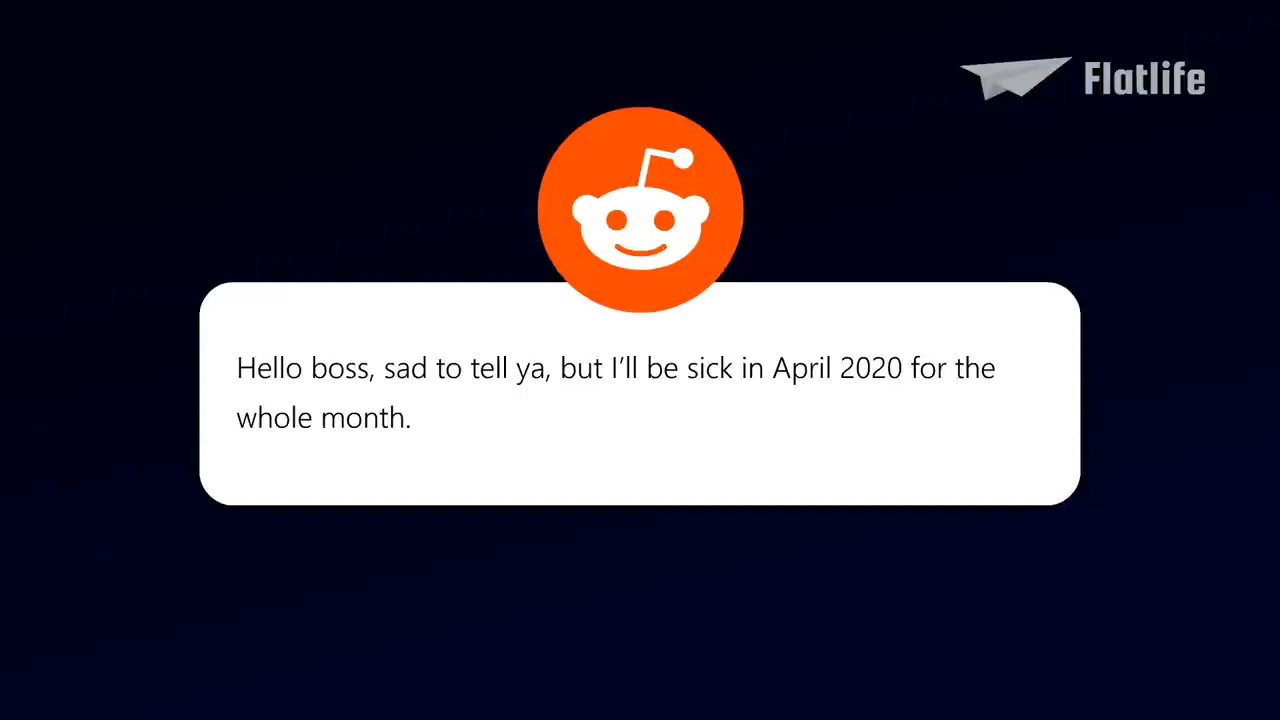 Flatlife
Hello boss, sad to tell ya, but I’ll be sick in April 2020 for the
whole month.